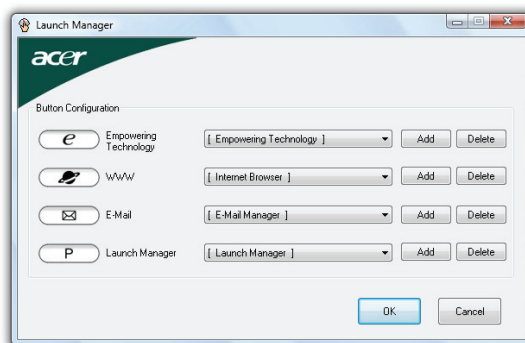 Launch Manager
acer
Button Configuration
e Empowering Technology [ Empowering Technology ] Add Delete
WWW [ Internet Browser ] Add Delete
E-Mail [ E-Mail Manager ] Add Delete
P Launch Manager [ Launch Manager ] Add Delete
OK Cancel